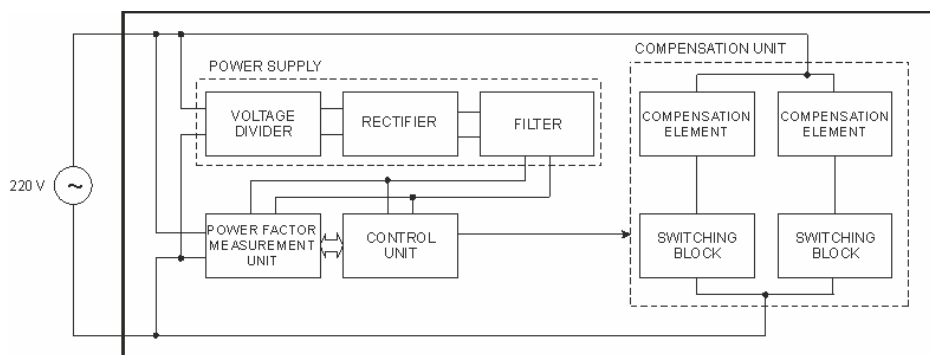 COMPENSATION UNIT
POWER SUPPLY
VOLTAGE
DIVIDER
RECTIFIER
FILTER
COMPENSATION
ELEMENT
COMPENSATION
ELEMENT
220 V
~
POWER FACTOR
MEASUREMENT
UNIT
CONTROL
UNIT
SWITCHING
BLOCK
SWITCHING
BLOCK